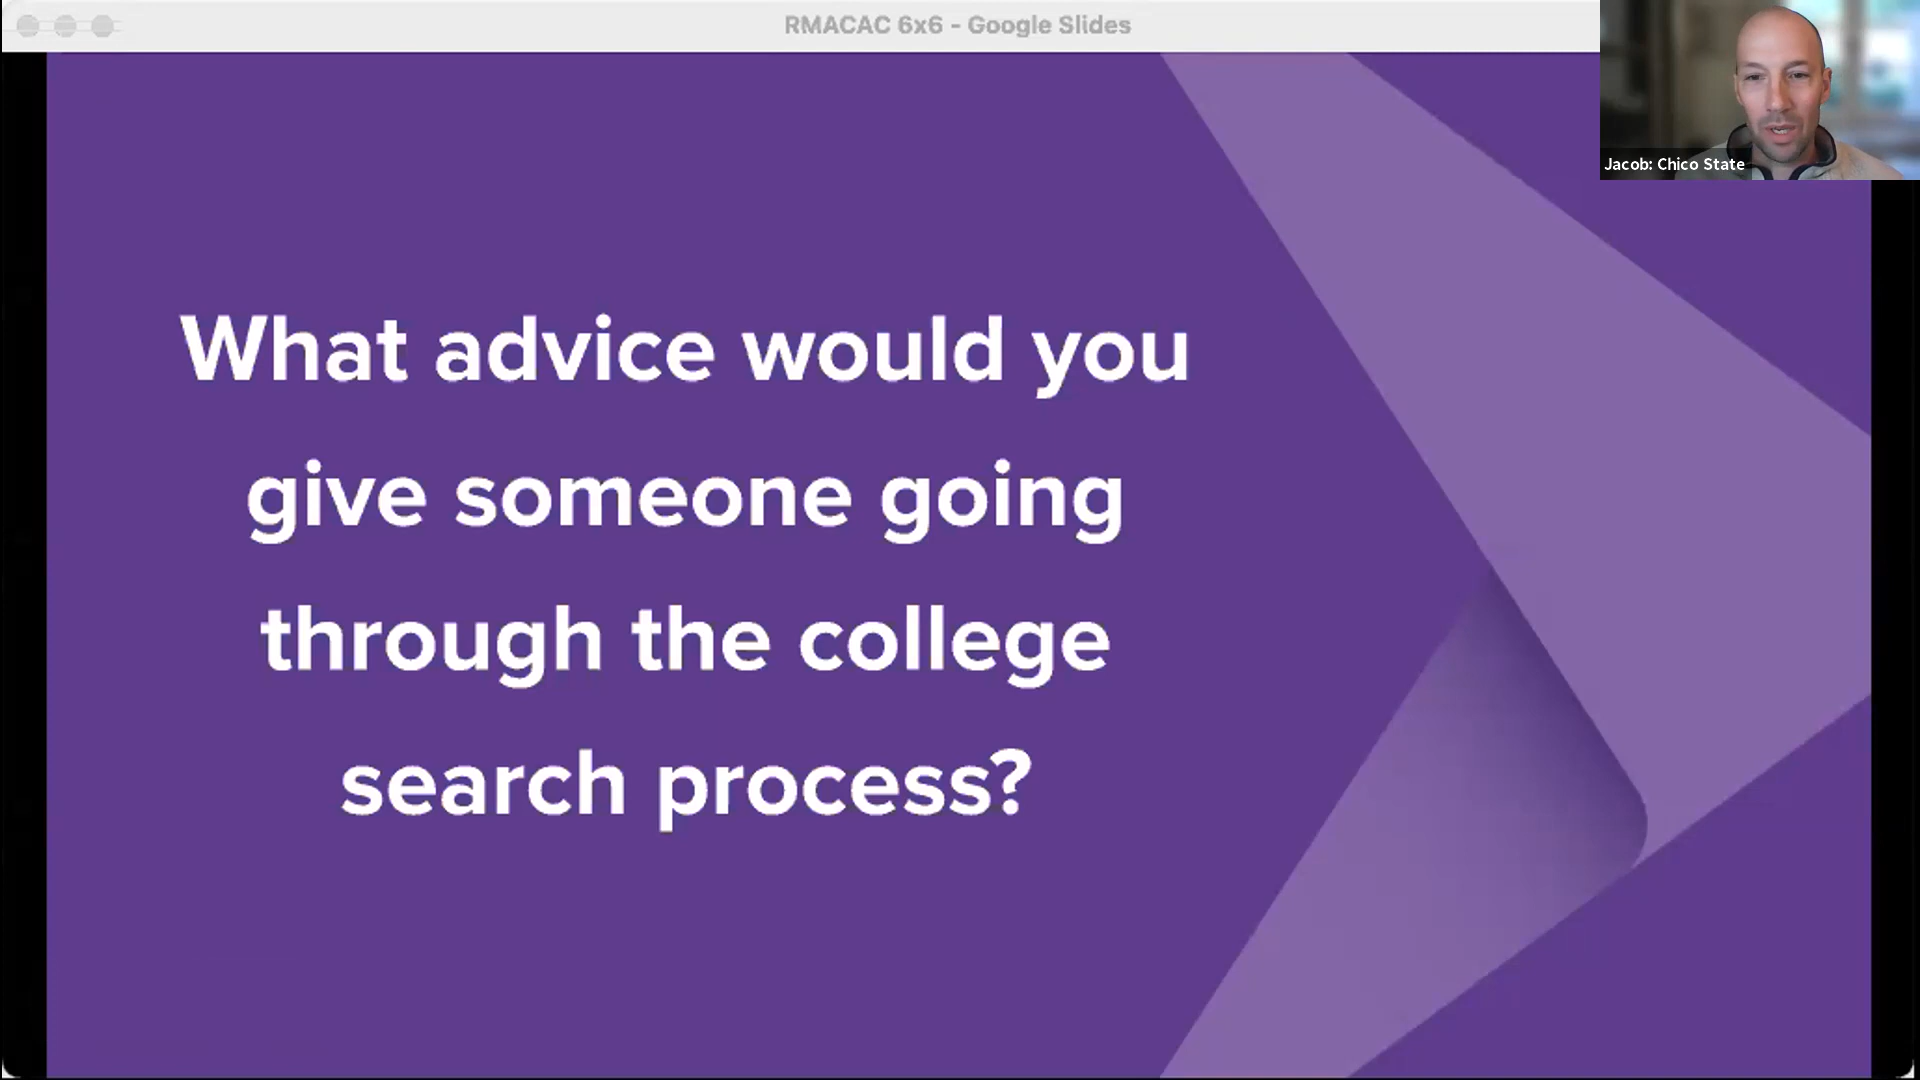 RMACAC 6x6 - Google Slides
Jacob: Chico State
What advice would you
give someone going
through the college
search process?